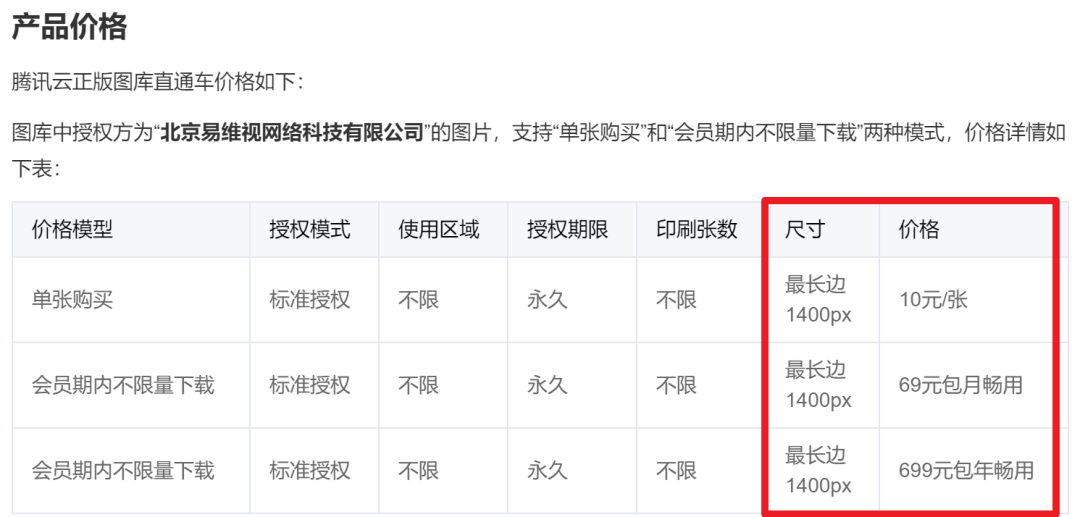 产品价格
腾讯云正版图库直通车价格如下：
图库中授权方为“北京易维视网络科技有限公司”的图片，支持“单张购买”和“会员期内不限量下载”两种模式，价格详情如
下表：
价格模型 授权模式 使用区域 授权期限 印刷张数 尺寸 价格
单张购买 标准授权 不限 永久 不限 最长边 10元/张
1400px
会员期内不限量下载 标准授权 不限 永久 不限 最长边 69元包月畅用
1400px
会员期内不限量下载 标准授权 不限 永久 不限 最长边 699元包年畅用
1400px